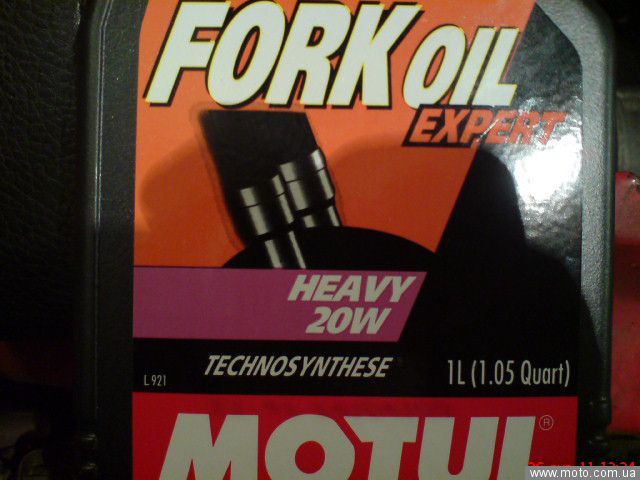 FORK OIL
EXPERT
HEAVY
20W
TECHNOSYNTHESE®
1L (1.05 Quart)
L 921
MOTUL®
www.moto.com.ua